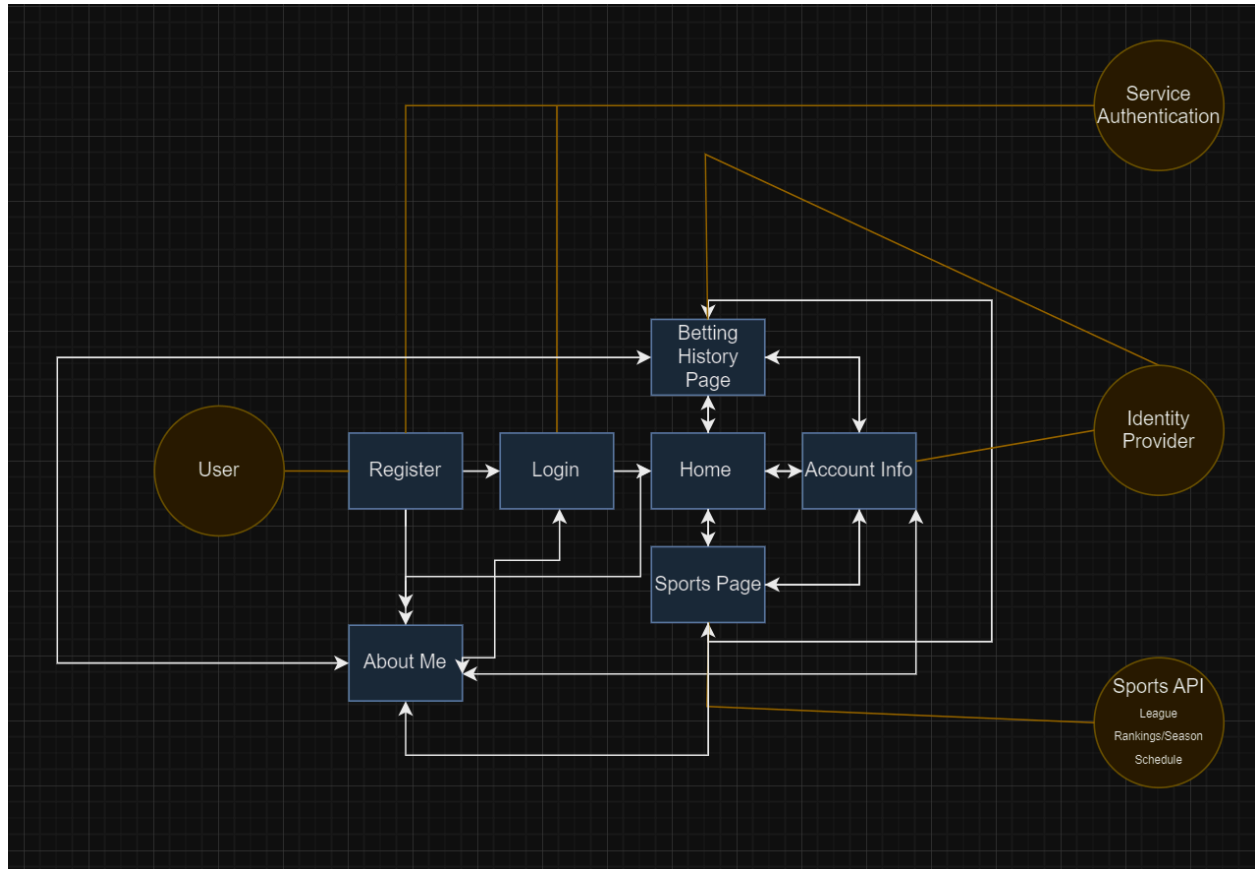 Service
Authentication
Betting
History
Page
Identity
Provider
User
Register
Login
Home
Account Info
Sports Page
About Me
Sports API
League
Rankings/Season
Schedule